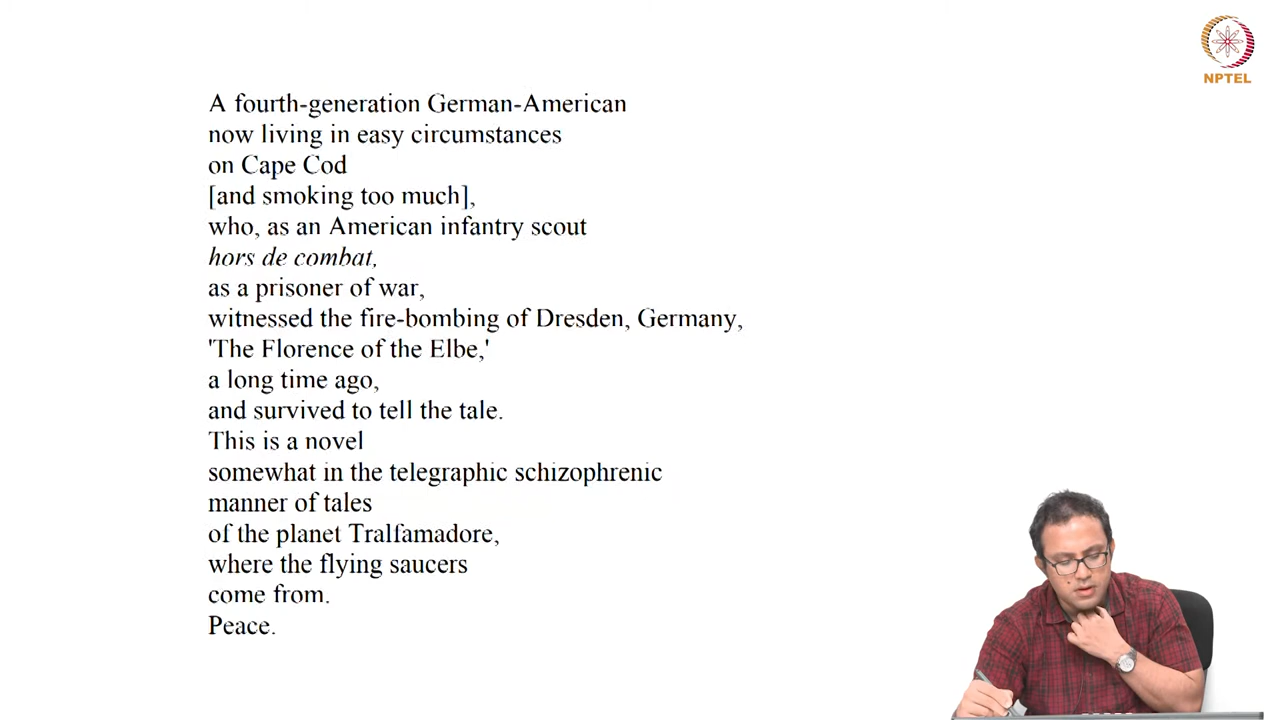 NPTEL
A fourth-generation German-American
now living in easy circumstances
on Cape Cod
[and smoking too much],
who, as an American infantry scout
hors de combat,
as a prisoner of war,
witnessed the fire-bombing of Dresden, Germany,
'The Florence of the Elbe,'
a long time ago,
and survived to tell the tale.
This is a novel
somewhat in the telegraphic schizophrenic
manner of tales
of the planet Tralfamadore,
where the flying saucers
come from.
Peace.